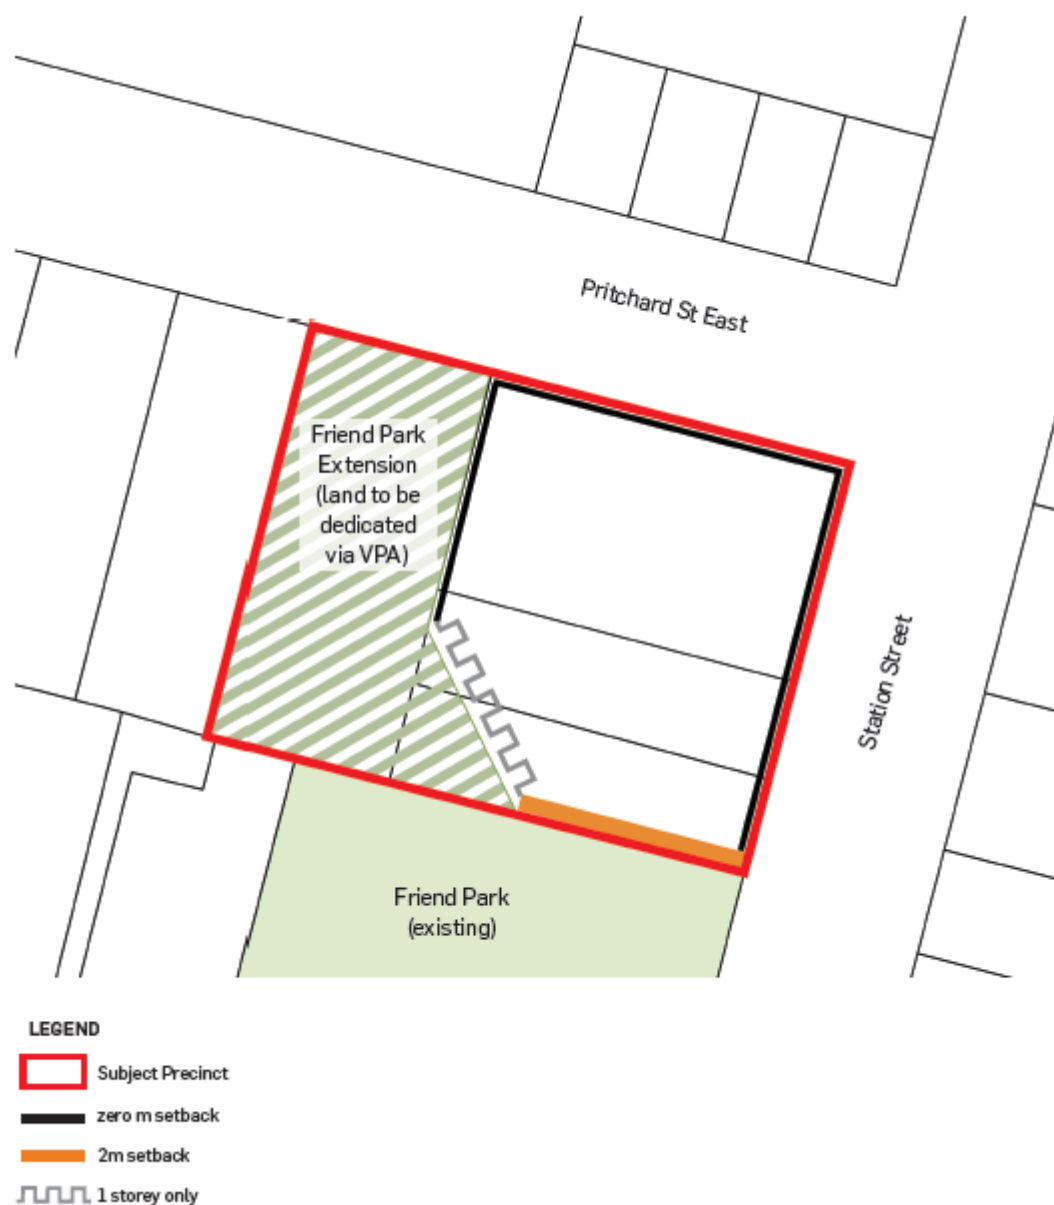 Pritchard St East
Friend Park
Extension
(land to be
dedicated
via VPA)
Station Street
Friend Park
(existing)
LEGEND
Subject Precinct
zero m setback
2m setback
1 storey only